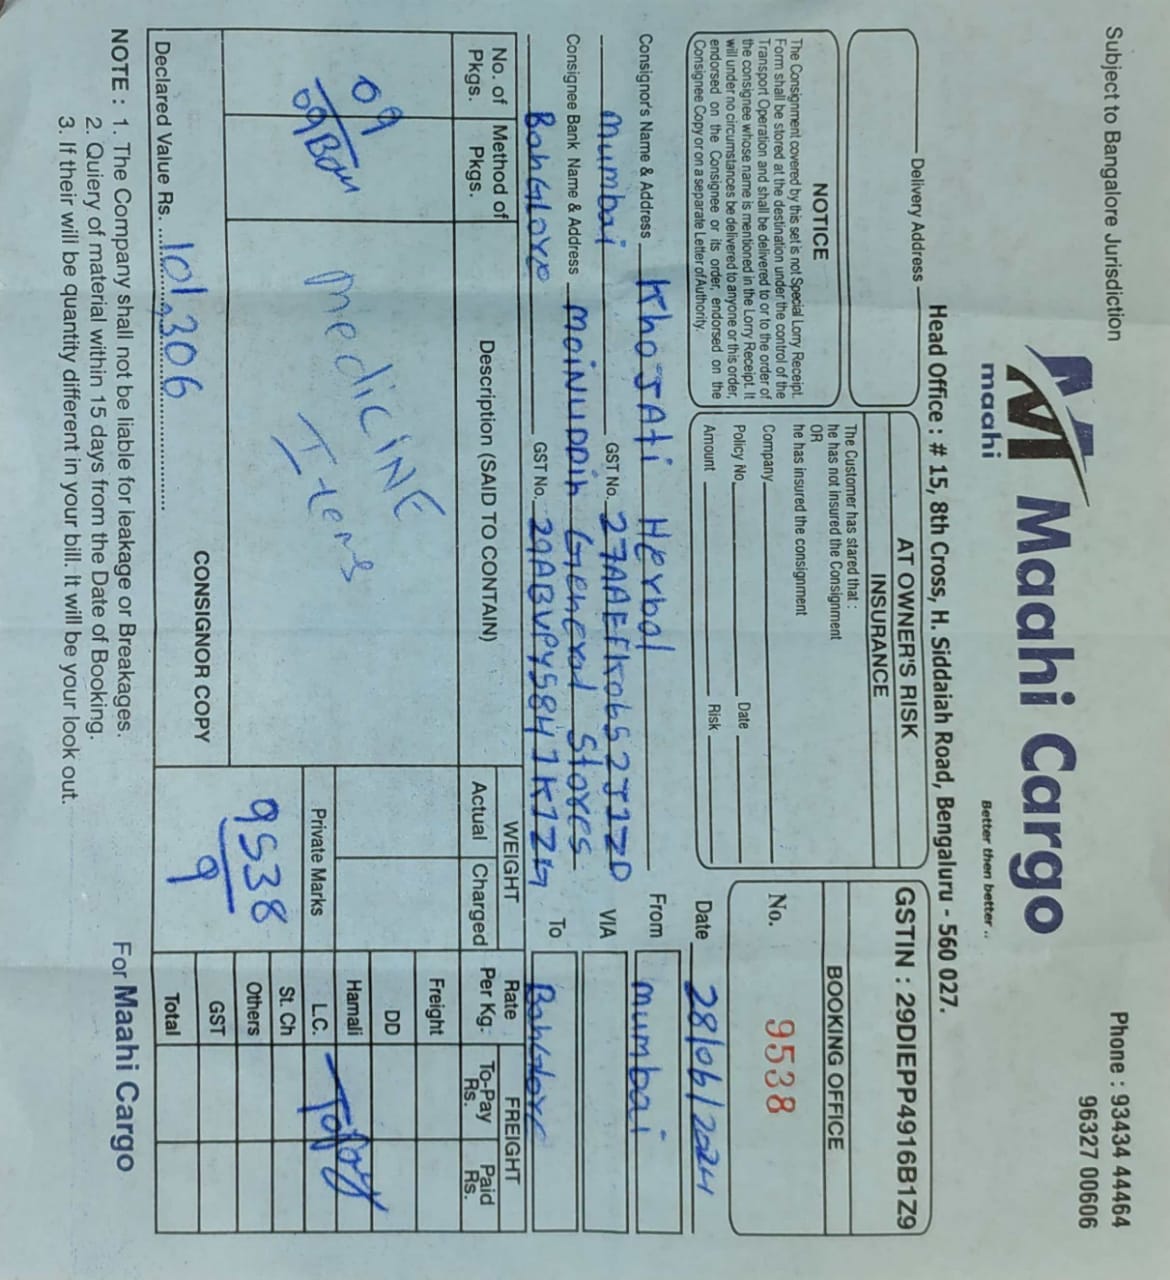 Subject to Bangalore Jurisdiction
Phone : 93434 44464
96327 00606
maahi
Maahi Cargo
Better then better ..
Head Office : # 15, 8th Cross, H. Siddaiah Road, Bengaluru - 560 027.
Delivery Address
AT OWNER'S RISK
INSURANCE
The Customer has stared that :
he has not insured the Consignment
OR
he has insured the consignment
Company
Policy No. Date
Amount Risk
GSTIN : 29DIEPP4916B1Z9
BOOKING OFFICE
No. 9538
NOTICE
The Consignment covered by this set is not Special Lorry Receipt.
Form shall be stored at the destination under the control of the
Transport Operation and shall be delivered to or to the order of
the consignee whose name is mentioned in the Lorry Receipt. It
will under no circumstances be delivered to anyone or this order,
endorsed on the Consignee or its order, endorsed on the
Consignee Copy or on a separate Letter of Authority.
Date 28/06/2024
Consignor's Name & Address KhoJAti Herbal
From mumbai
mumbai GST No. 27AAEFK0652J1ZD
VIA
Consignee Bank Name & Address moiNuDDin General Stores
To Banglore
Banglore GST No. 29ABVPY5847K1ZG
No. of Pkgs.
Method of Pkgs.
Description (SAID TO CONTAIN)
WEIGHT
Actual Charged
Rate Per Kg.
FREIGHT
To-Pay Rs.
Paid Rs.
09
09 Box
mediCINE
Items
Freight
DD
Hamali
L.C.
St. Ch
Others
GST
Total
ToPay
Private Marks
9538
9
Declared Value Rs. 101,306
CONSIGNOR COPY
NOTE : 1. The Company shall not be liable for leakage or Breakages.
2. Quiery of material within 15 days from the Date of Booking.
3. If their will be quantity different in your bill. It will be your look out.
For Maahi Cargo